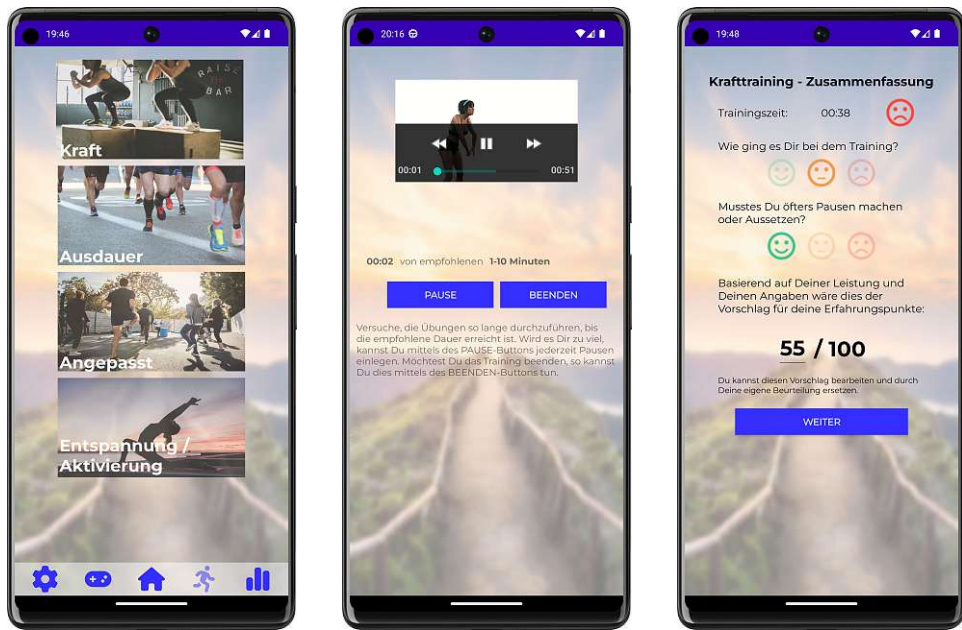 19:46
RAISE
THE
BAR
Kraft
Ausdauer
Angepasst
Entspannung /
Aktivierung
20:16
00:01
00:51
00:02 von empfohlenen 1-10 Minuten
PAUSE
BEENDEN
Versuche, die Übungen so lange durchzuführen, bis
die empfohlene Dauer erreicht ist. Wird es Dir zu viel,
kannst Du mittels des PAUSE-Buttons jederzeit Pausen
einlegen. Möchtest Du das Training beenden, so kannst
Du dies mittels des BEENDEN-Buttons tun.
19:48
Krafttraining - Zusammenfassung
Trainingszeit: 00:38
Wie ging es Dir bei dem Training?
Musstes Du öfters Pausen machen
oder Aussetzen?
Basierend auf Deiner Leistung und
Deinen Angaben wäre dies der
Vorschlag für deine Erfahrungspunkte:
55 / 100
Du kannst diesen Vorschlag bearbeiten und durch
Deine eigene Beurteilung ersetzen.
WEITER